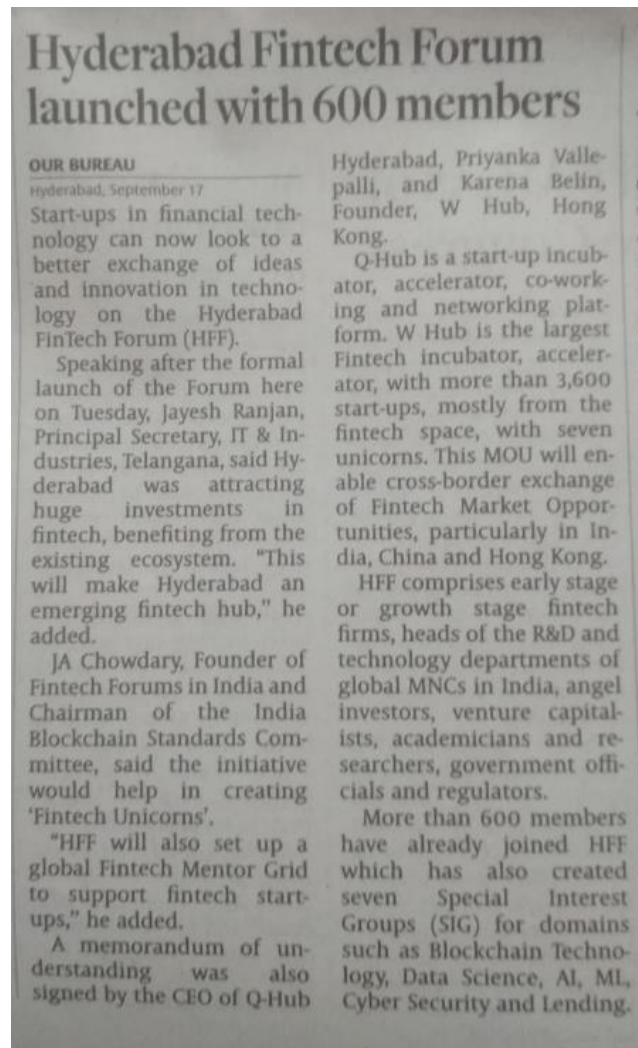 Hyderabad Fintech Forum
launched with 600 members
OUR BUREAU
Hyderabad, September 17
Start-ups in financial tech-
nology can now look to a
better exchange of ideas
and innovation in techno-
logy on the Hyderabad
FinTech Forum (HFF).
Speaking after the formal
launch of the Forum here
on Tuesday, Jayesh Ranjan,
Principal Secretary, IT & In-
dustries, Telangana, said Hy-
derabad was attracting
huge investments in
fintech, benefiting from the
existing ecosystem. "This
will make Hyderabad an
emerging fintech hub," he
added.
JA Chowdary, Founder of
Fintech Forums in India and
Chairman of the India
Blockchain Standards Com-
mittee, said the initiative
would help in creating
'Fintech Unicorns'.
"HFF will also set up a
global Fintech Mentor Grid
to support fintech start-
ups," he added.
A memorandum of un-
derstanding was also
signed by the CEO of Q-Hub
Hyderabad, Priyanka Valle-
palli, and Karena Belin,
Founder, W Hub, Hong
Kong.
Q-Hub is a start-up incub-
ator, accelerator, co-work-
ing and networking plat-
form. W Hub is the largest
Fintech incubator, acceler-
ator, with more than 3,600
start-ups, mostly from the
fintech space, with seven
unicorns. This MOU will en-
able cross-border exchange
of Fintech Market Oppor-
tunities, particularly in In-
dia, China and Hong Kong.
HFF comprises early stage
or growth stage fintech
firms, heads of the R&D and
technology departments of
global MNCs in India, angel
investors, venture capital-
ists, academicians and re-
searchers, government offi-
cials and regulators.
More than 600 members
have already joined HFF
which has also created
seven Special Interest
Groups (SIG) for domains
such as Blockchain Techno-
logy, Data Science, AI, ML,
Cyber Security and Lending.